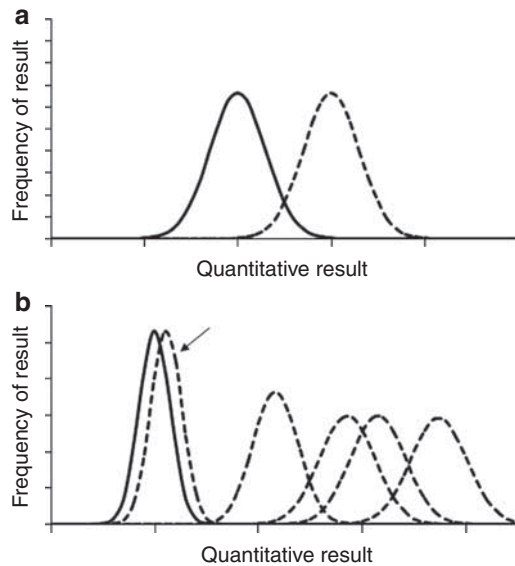 a
Frequency of result
Quantitative result
b
Frequency of result
Quantitative result